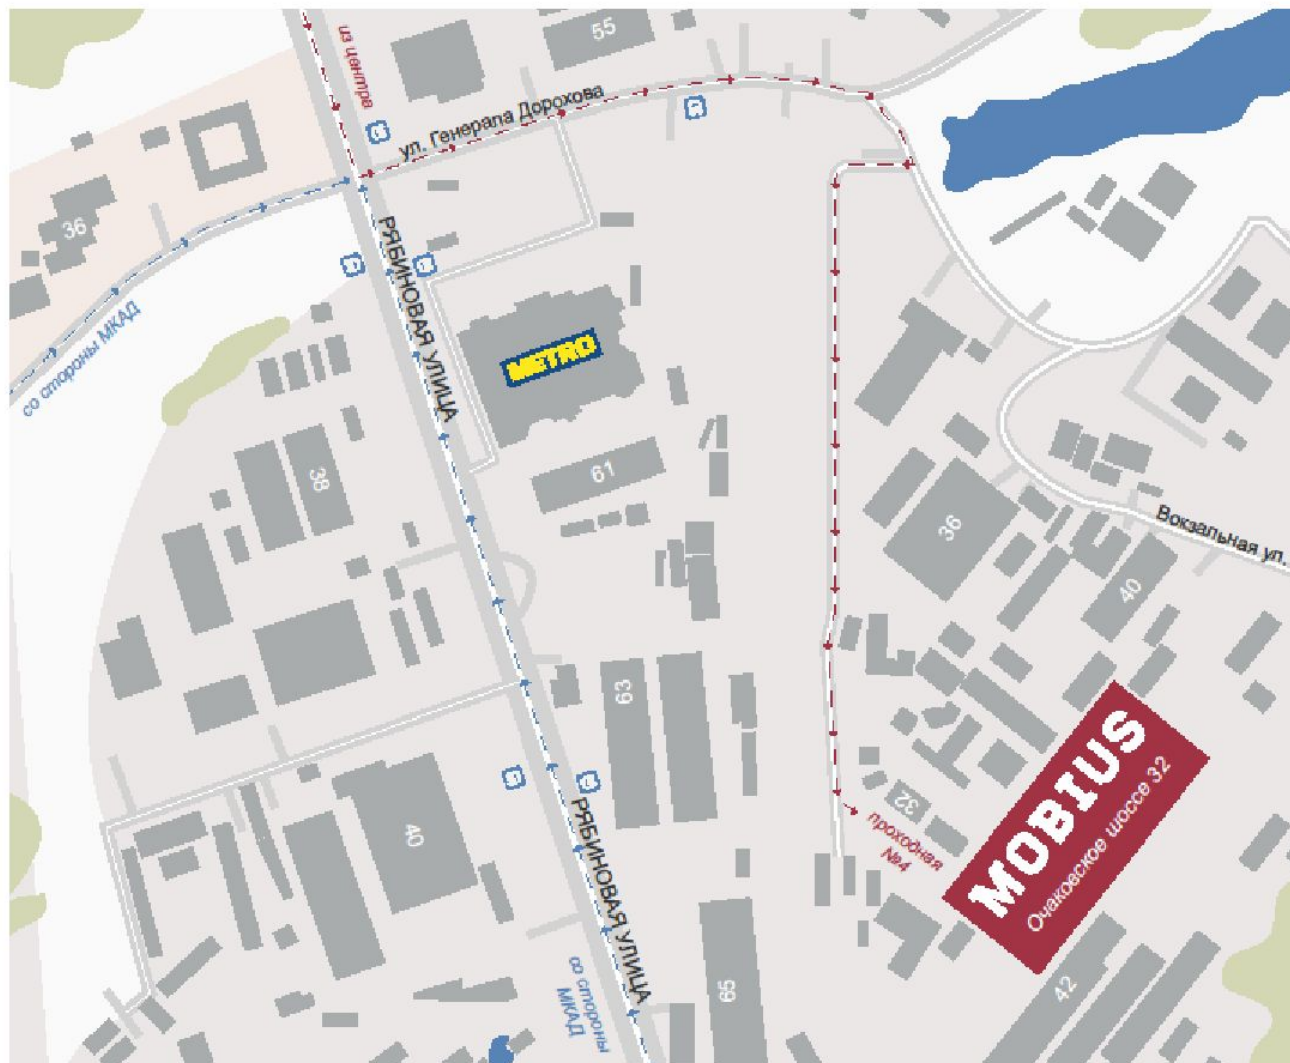 из центра
55
ул. Генерала Дорохова
36
РЯБИНОВАЯ УЛИЦА
со стороны МКАД
METRO
38
61
36
Вокзальная ул.
40
63
MOBIUS
Очаковское шоссе 32
32
проходная
№4
40
РЯБИНОВАЯ УЛИЦА
со стороны
МКАД
65
42